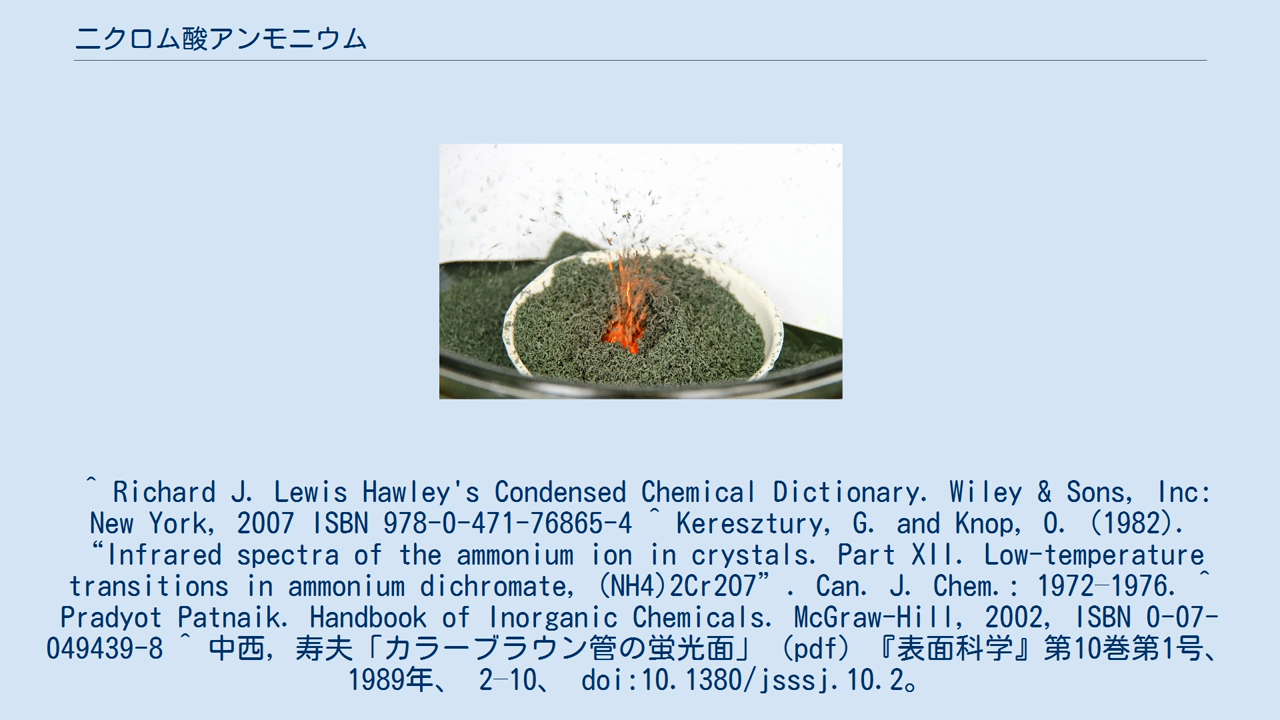 二クロム酸アンモニウム
^ Richard J. Lewis Hawley's Condensed Chemical Dictionary. Wiley & Sons, Inc:
New York, 2007 ISBN 978-0-471-76865-4 ^ Keresztury, G. and Knop, O. (1982).
“Infrared spectra of the ammonium ion in crystals. Part XII. Low-temperature
transitions in ammonium dichromate, (NH4)2Cr2O7”. Can. J. Chem.: 1972–1976. ^
Pradyot Patnaik. Handbook of Inorganic Chemicals. McGraw-Hill, 2002, ISBN 0-07-
049439-8 ^ 中西, 寿夫「カラーブラウン管の蛍光面」（pdf）『表面科学』第10巻第1号、
1989年、 2–10、 doi:10.1380/jsssj.10.2。